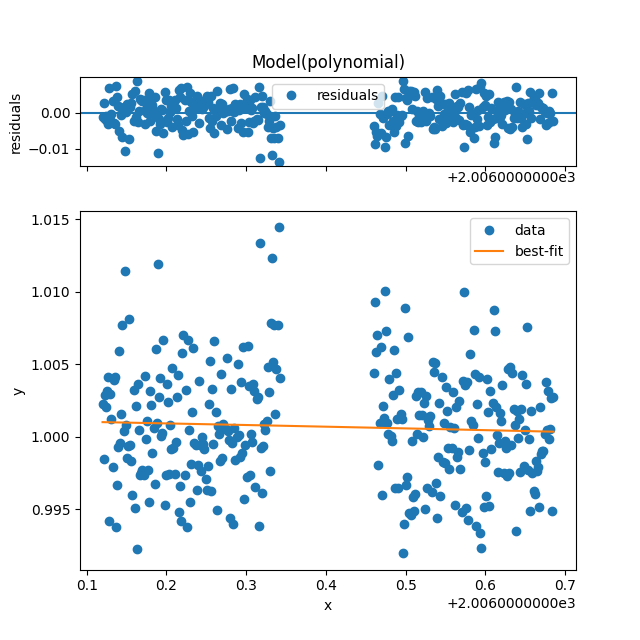 Model(polynomial)
residuals
0.00
−0.01
residuals
+2.0060000000e3
1.015
1.010
1.005
1.000
0.995
y
data
best-fit
0.1 0.2 0.3 0.4 0.5 0.6 0.7
x
+2.0060000000e3